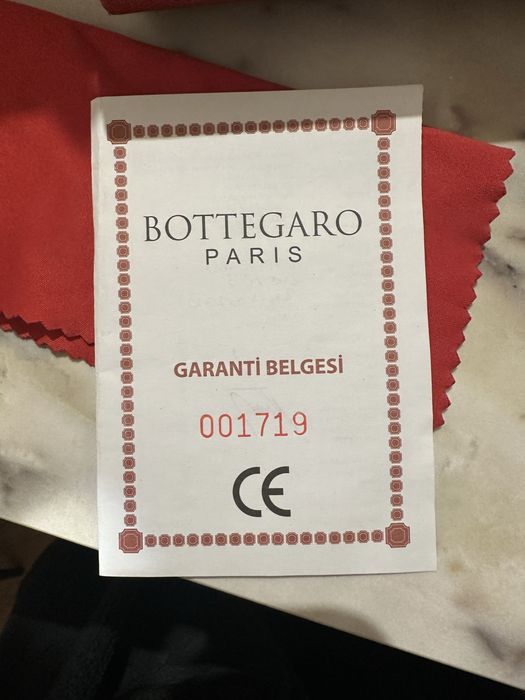 BOTTEGARO
PARIS
GARANTİ BELGESİ
001719
CE